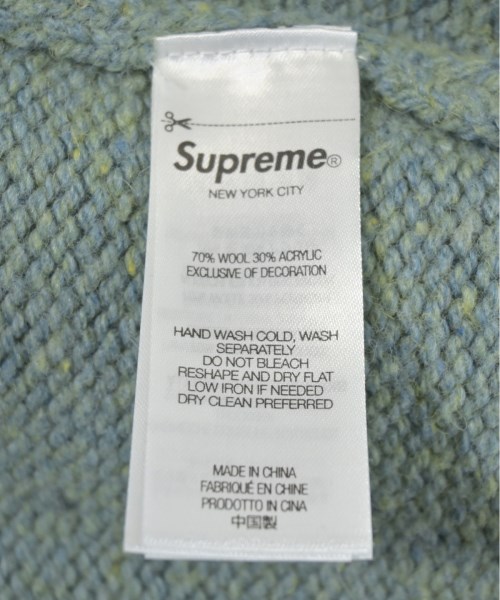 Supreme®
NEW YORK CITY
70% WOOL 30% ACRYLIC
EXCLUSIVE OF DECORATION
HAND WASH COLD, WASH
SEPARATELY
DO NOT BLEACH
RESHAPE AND DRY FLAT
LOW IRON IF NEEDED
DRY CLEAN PREFERRED
MADE IN CHINA
FABRIQUÉ EN CHINE
PRODOTTO IN CINA
中国製